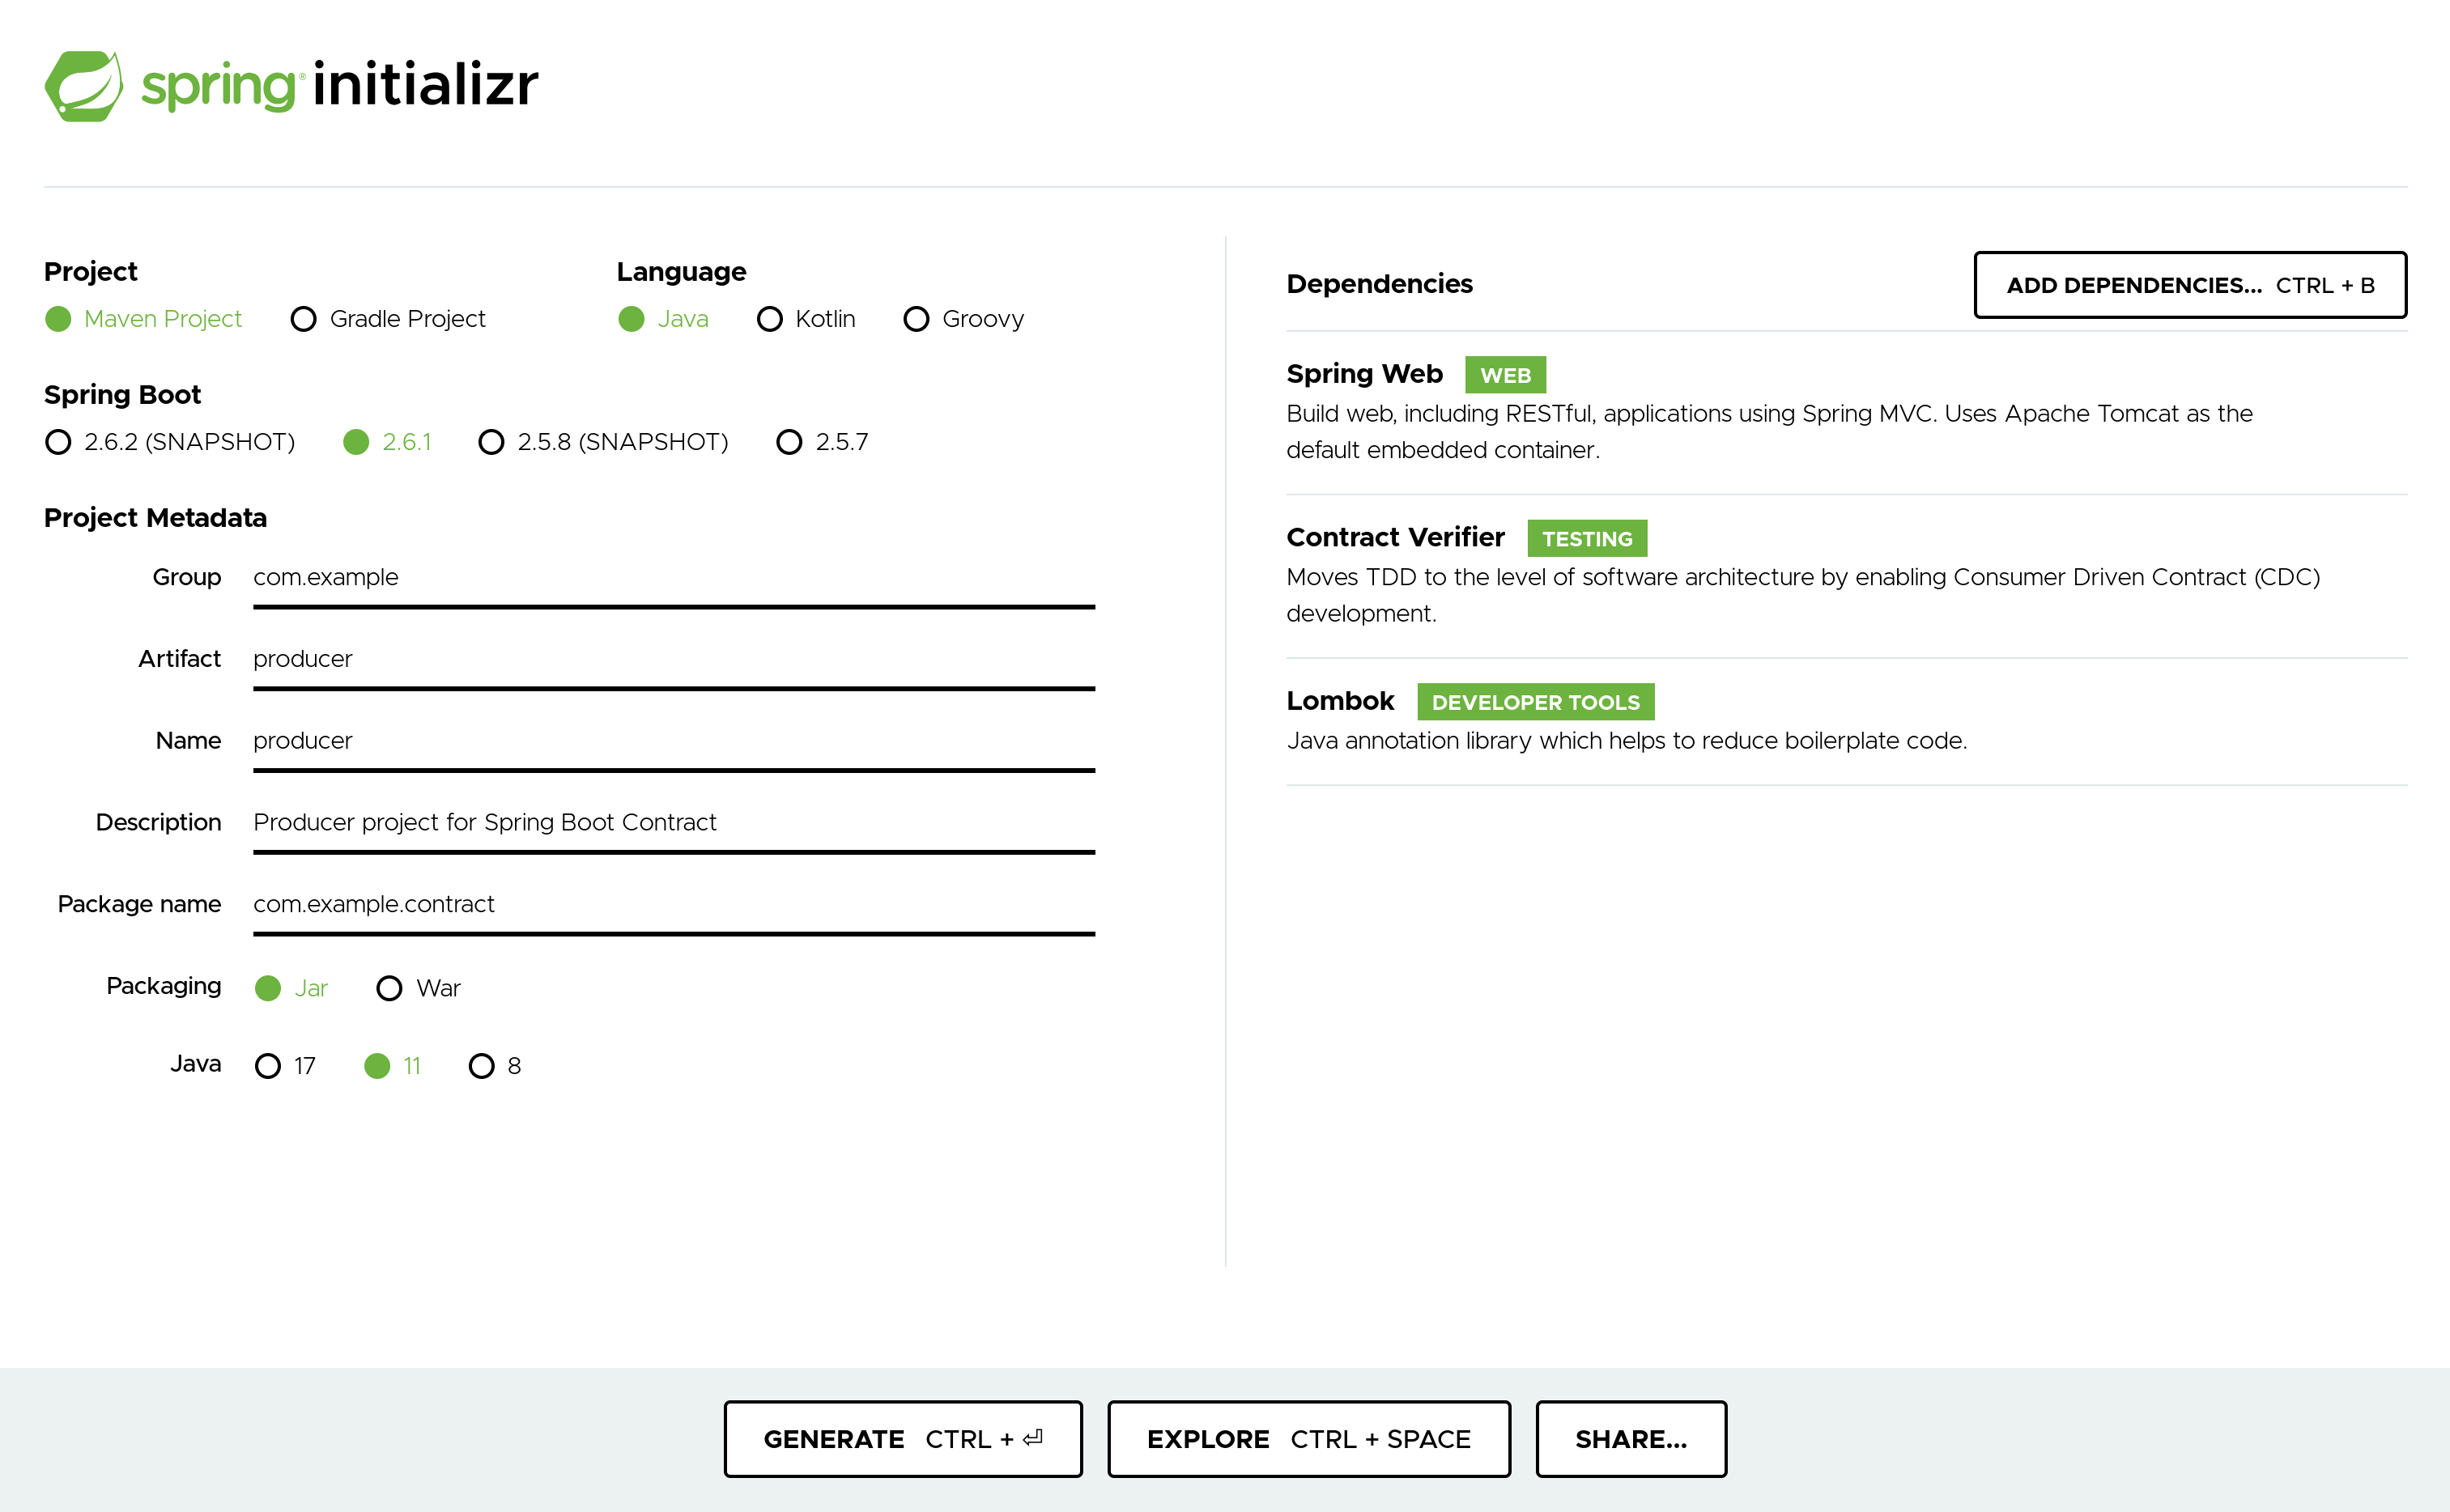 spring® initializr
Project
Maven Project Gradle Project
Language
Java Kotlin Groovy
Spring Boot
2.6.2 (SNAPSHOT) 2.6.1 2.5.8 (SNAPSHOT) 2.5.7
Project Metadata
Group com.example
Artifact producer
Name producer
Description Producer project for Spring Boot Contract
Package name com.example.contract
Packaging Jar War
Java 17 11 8
Dependencies
ADD DEPENDENCIES... CTRL + B
Spring Web WEB
Build web, including RESTful, applications using Spring MVC. Uses Apache Tomcat as the
default embedded container.
Contract Verifier TESTING
Moves TDD to the level of software architecture by enabling Consumer Driven Contract (CDC)
development.
Lombok DEVELOPER TOOLS
Java annotation library which helps to reduce boilerplate code.
GENERATE CTRL + ⏎
EXPLORE CTRL + SPACE
SHARE...